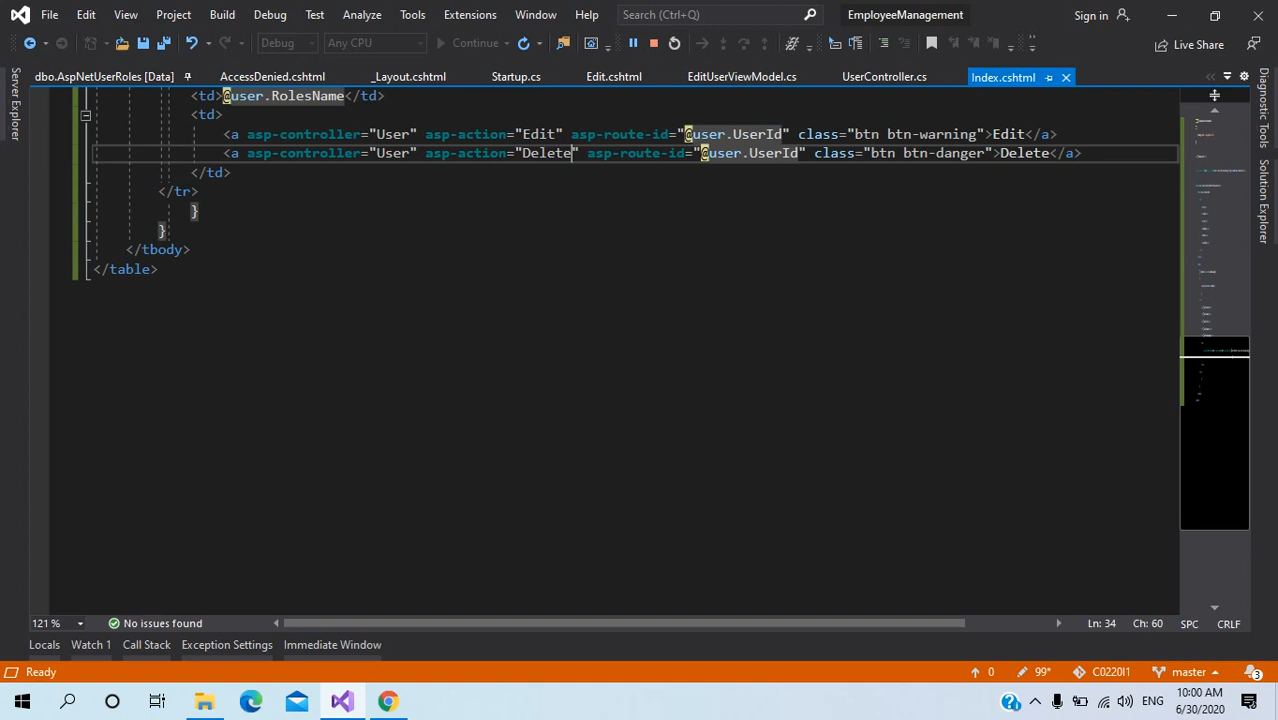 File Edit View Project Build Debug Test Analyze Tools Extensions Window Help Search (Ctrl+Q) EmployeeManagement Sign in
Debug Any CPU Continue Live Share
dbo.AspNetUserRoles [Data] AccessDenied.cshtml _Layout.cshtml Startup.cs Edit.cshtml EditUserViewModel.cs UserController.cs Index.cshtml
Server Explorer
<td>@user.RolesName</td>
<td>
<a asp-controller="User" asp-action="Edit" asp-route-id="@user.UserId" class="btn btn-warning">Edit</a>
<a asp-controller="User" asp-action="Delete" asp-route-id="@user.UserId" class="btn btn-danger">Delete</a>
</td>
</tr>
}
}
</tbody>
</table>
Diagnostic Tools
Solution Explorer
121 % No issues found Ln: 34 Ch: 60 SPC CRLF
Locals Watch 1 Call Stack Exception Settings Immediate Window
Ready 0 99* C0220I1 master 3
ENG 10:00 AM
6/30/2020